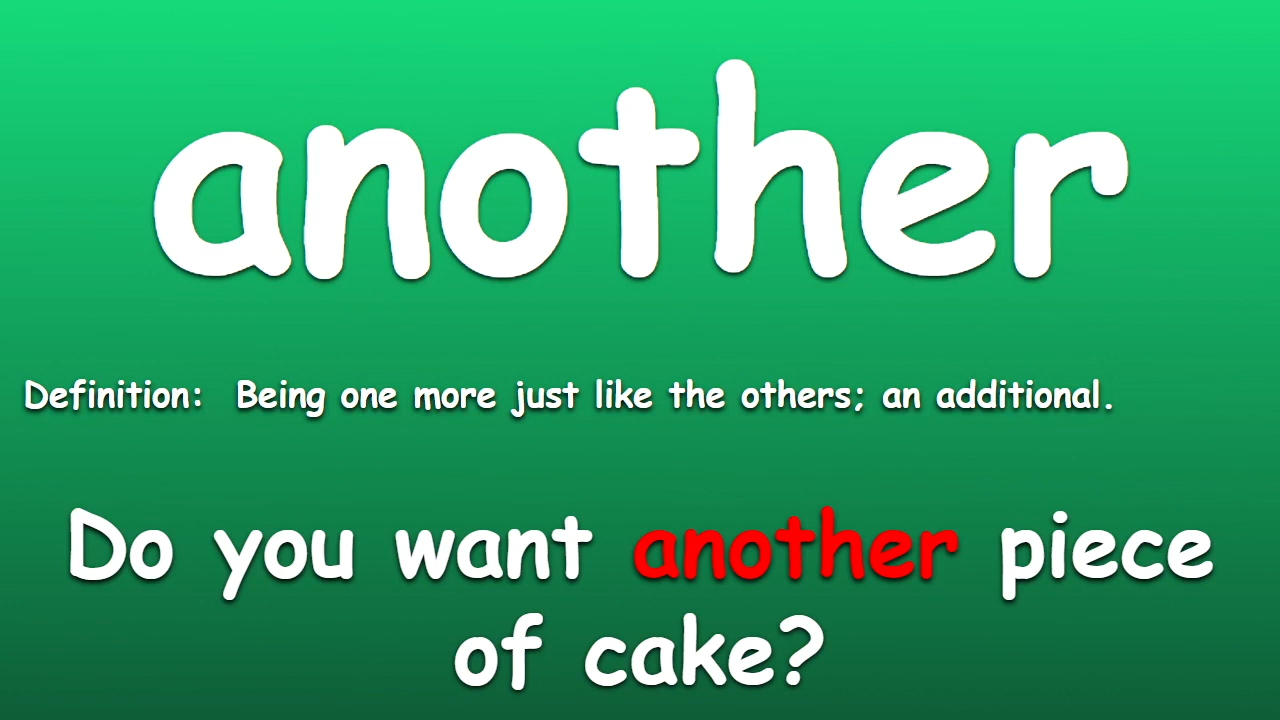 another
Definition:  Being one more just like the others; an additional.
Do you want another piece
of cake?